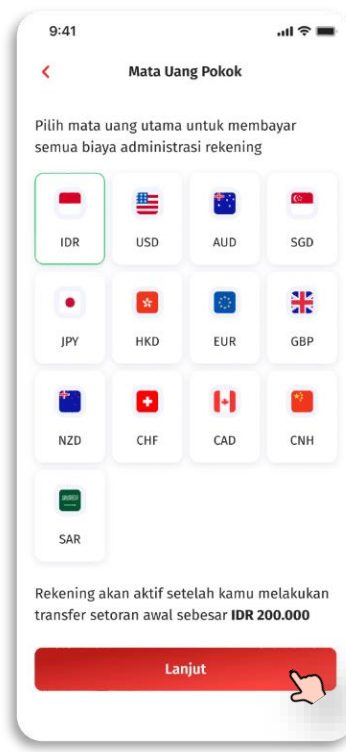 9:41
Mata Uang Pokok
Pilih mata uang utama untuk membayar
semua biaya administrasi rekening
IDR USD AUD SGD
JPY HKD EUR GBP
NZD CHF CAD CNH
SAR
Rekening akan aktif setelah kamu melakukan
transfer setoran awal sebesar IDR 200.000
Lanjut